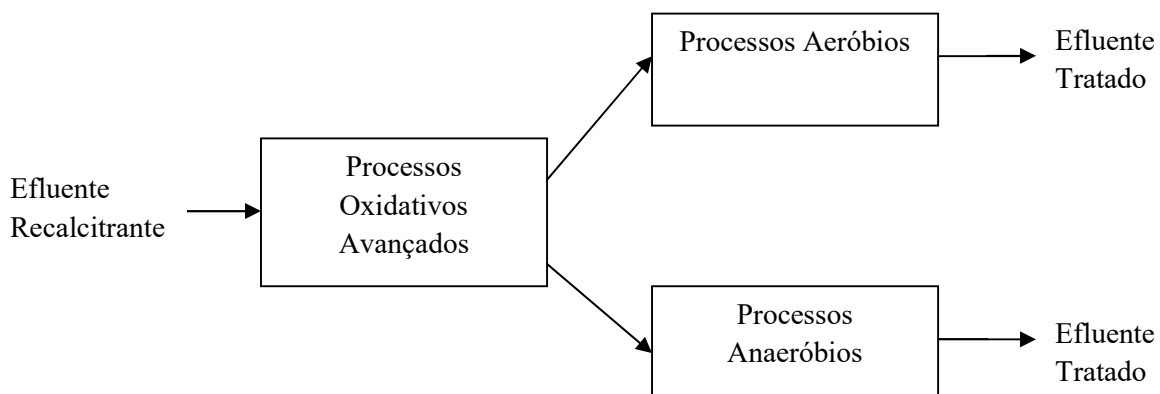 Efluente
Recalcitrante
Processos
Oxidativos
Avançados
Processos Aeróbios
Efluente
Tratado
Processos
Anaeróbios
Efluente
Tratado